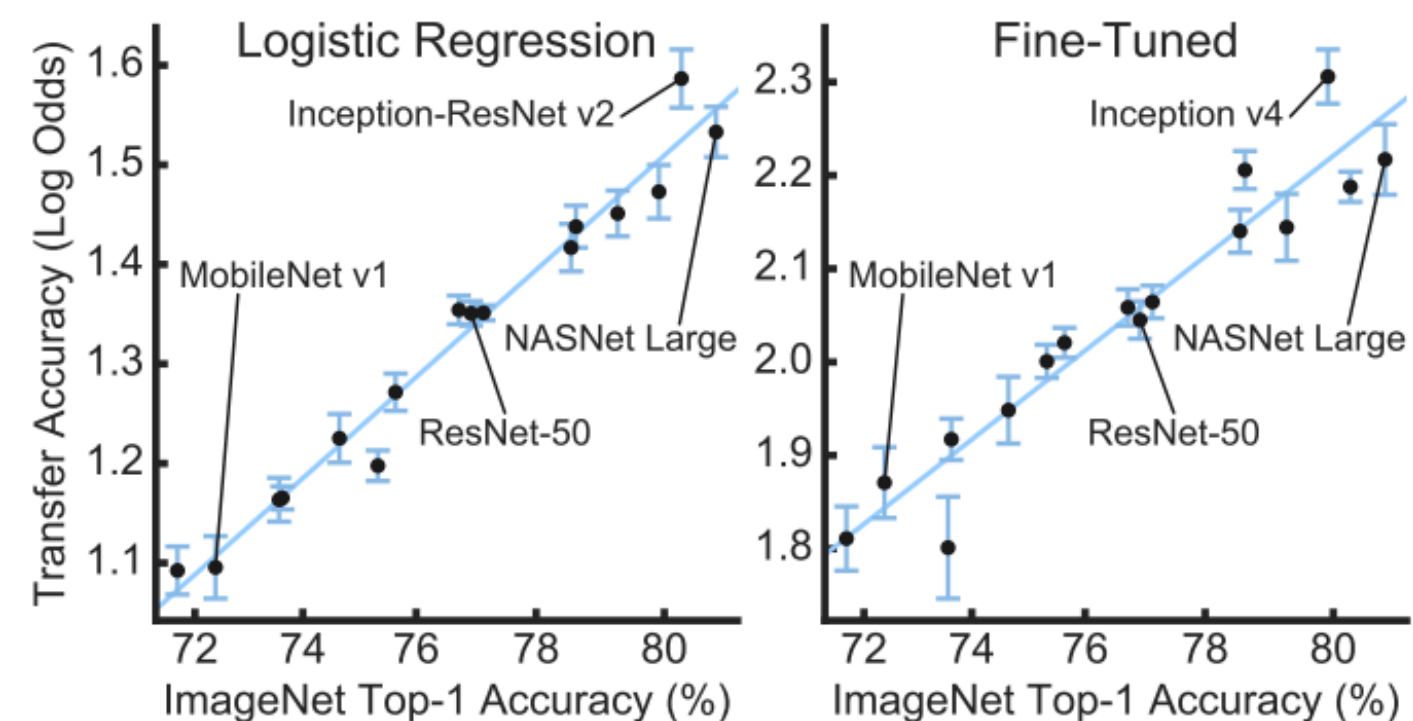 Logistic Regression
Transfer Accuracy (Log Odds)
1.6
1.5
1.4
1.3
1.2
1.1
Inception-ResNet v2
MobileNet v1
NASNet Large
ResNet-50
72 74 76 78 80
ImageNet Top-1 Accuracy (%)
Fine-Tuned
2.3
2.2
2.1
2.0
1.9
1.8
Inception v4
MobileNet v1
NASNet Large
ResNet-50
72 74 76 78 80
ImageNet Top-1 Accuracy (%)